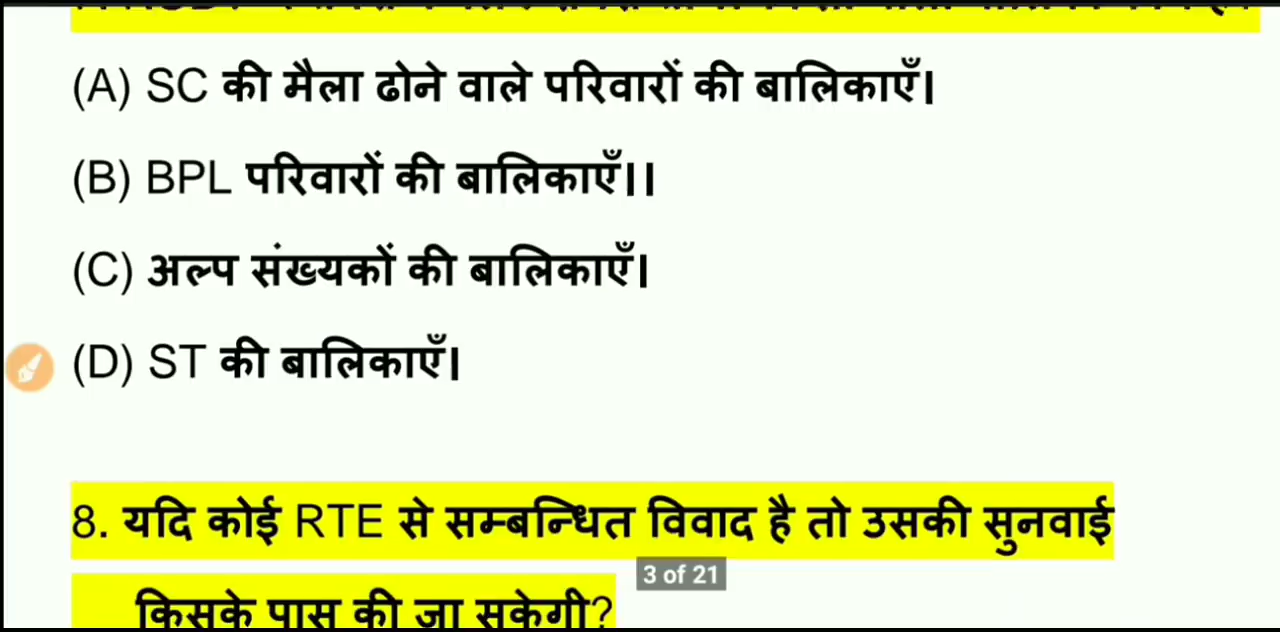 (A) SC की मैला ढोने वाले परिवारों की बालिकाएँ।
(B) BPL परिवारों की बालिकाएँ।।
(C) अल्प संख्यकों की बालिकाएँ।
(D) ST की बालिकाएँ।
8. यदि कोई RTE से सम्बन्धित विवाद है तो उसकी सुनवाई
3 of 21
किसके पास की जा सकेगी?